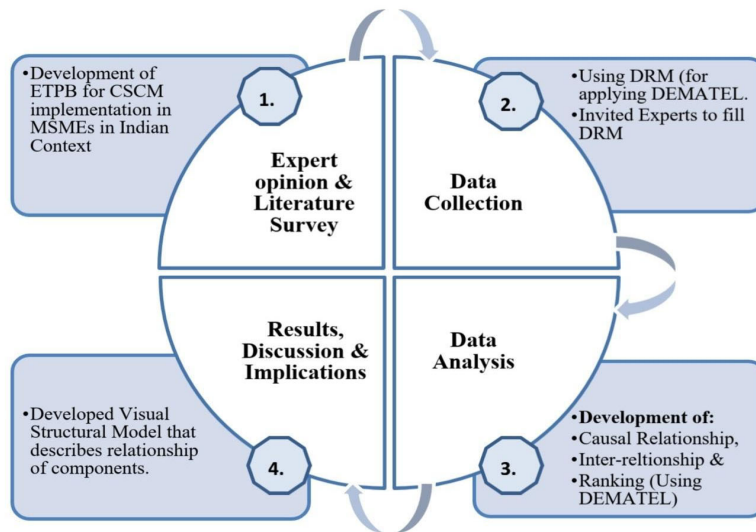 •Development of
ETPB for CSCM
implementation in
MSMEs in Indian
Context
1.
Expert
opinion &
Literature
Survey
2.
•Using DRM (for
applying DEMATEL.
•Invited Experts to fill
DRM
Data
Collection
Data
Analysis
3.
•Development of:
•Causal Relationship,
•Inter-reltionship &
•Ranking (Using
DEMATEL)
Results,
Discussion &
Implications
4.
•Developed Visual
Structural Model that
describes relationship
of components.